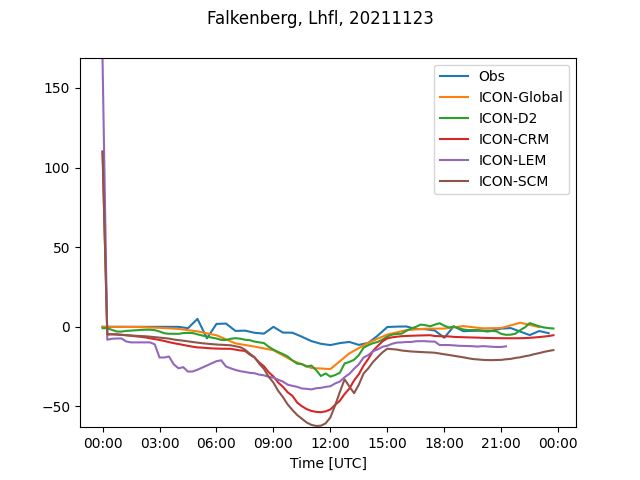 Falkenberg, Lhfl, 20211123
150
100
50
0
−50
Obs
ICON-Global
ICON-D2
ICON-CRM
ICON-LEM
ICON-SCM
00:00 03:00 06:00 09:00 12:00 15:00 18:00 21:00 00:00
Time [UTC]